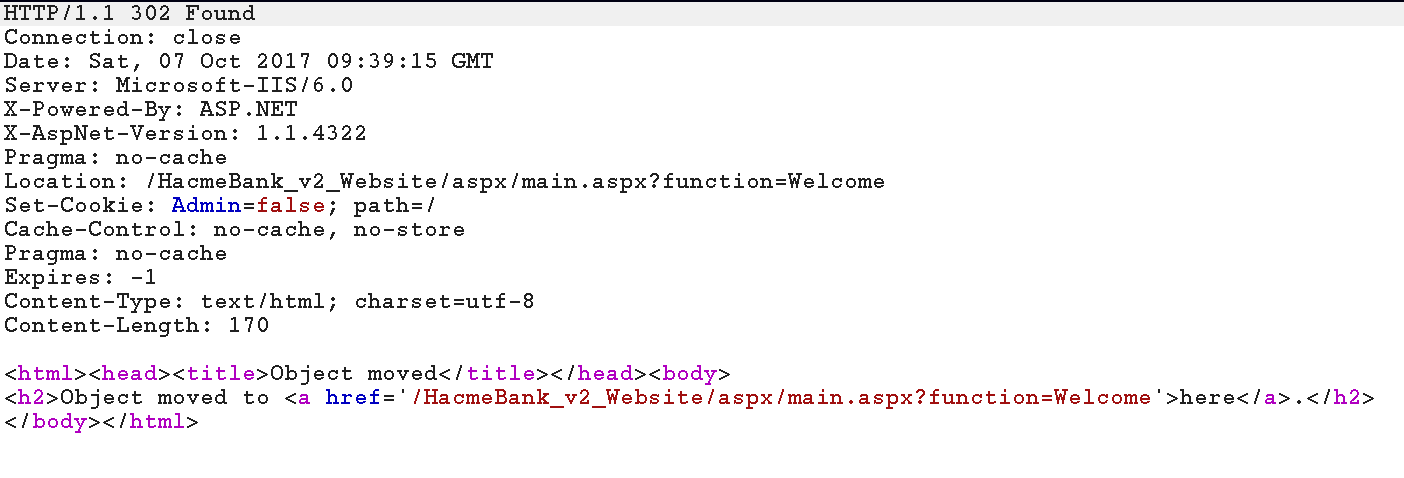 HTTP/1.1 302 Found
Connection: close
Date: Sat, 07 Oct 2017 09:39:15 GMT
Server: Microsoft-IIS/6.0
X-Powered-By: ASP.NET
X-AspNet-Version: 1.1.4322
Pragma: no-cache
Location: /HacmeBank_v2_Website/aspx/main.aspx?function=Welcome
Set-Cookie: Admin=false; path=/
Cache-Control: no-cache, no-store
Pragma: no-cache
Expires: -1
Content-Type: text/html; charset=utf-8
Content-Length: 170
<html><head><title>Object moved</title></head><body>
<h2>Object moved to <a href='/HacmeBank_v2_Website/aspx/main.aspx?function=Welcome'>here</a>.</h2>
</body></html>